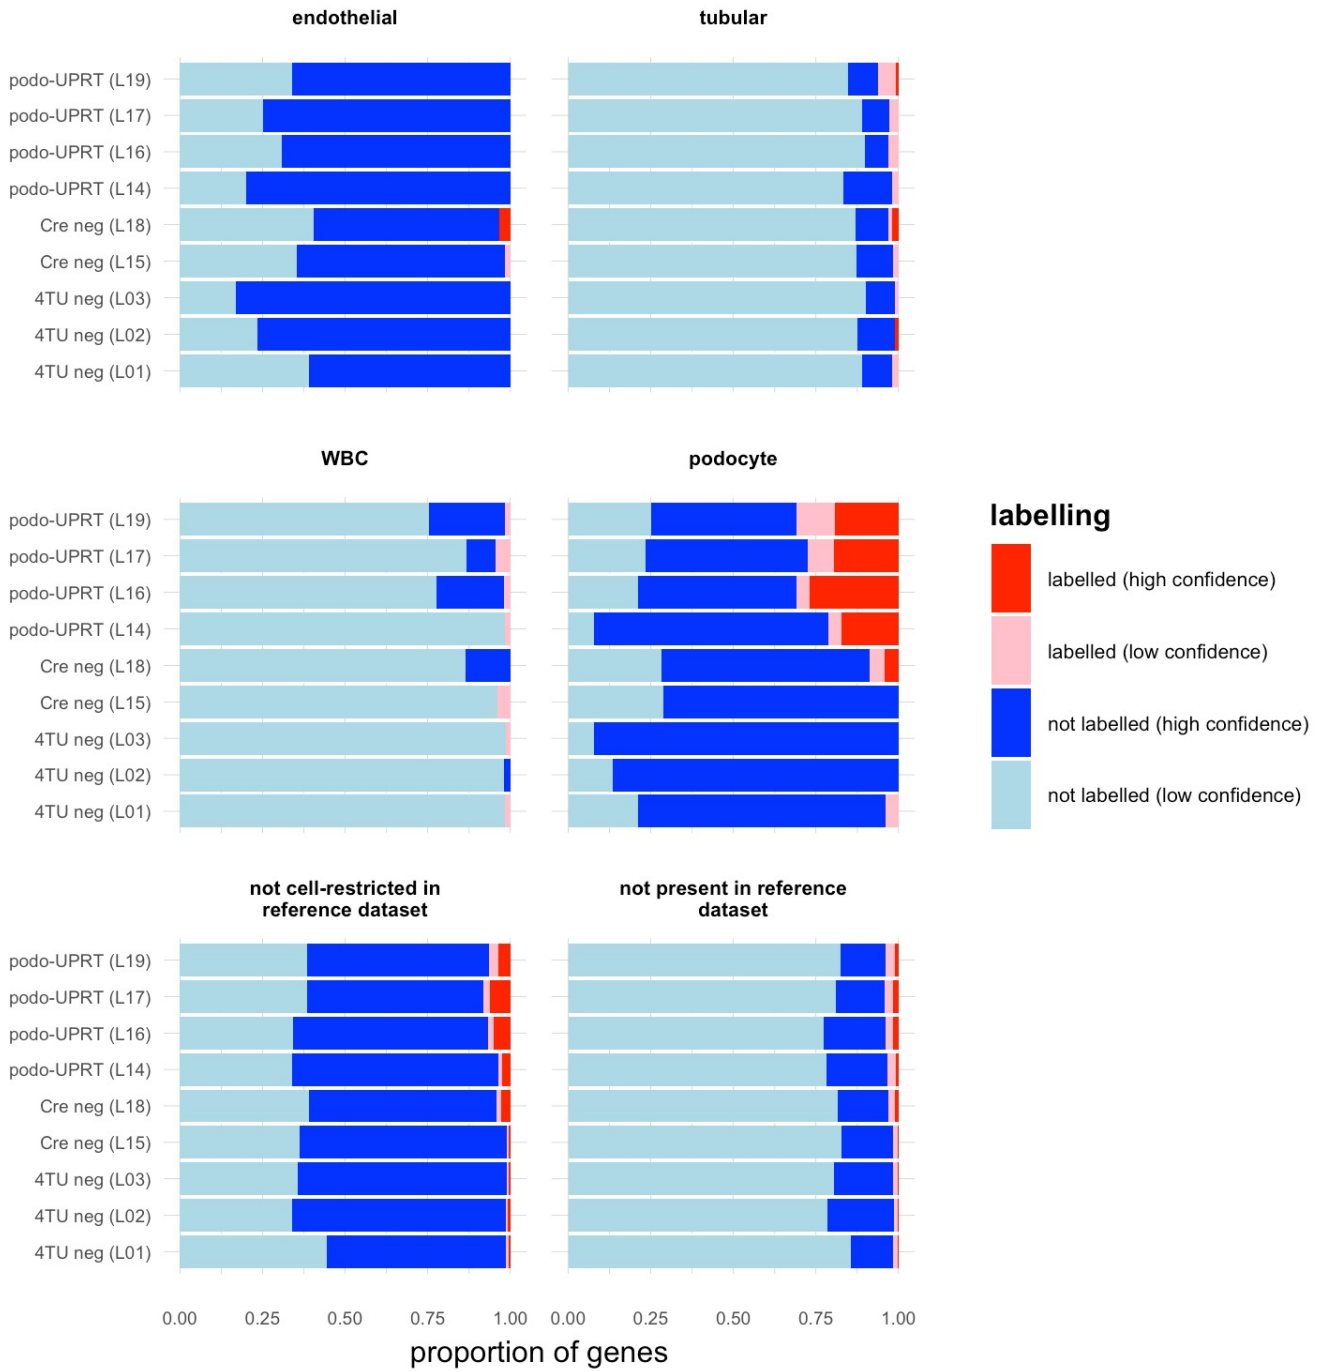 endothelial
tubular
podo-UPRT (L19)
podo-UPRT (L17)
podo-UPRT (L16)
podo-UPRT (L14)
Cre neg (L18)
Cre neg (L15)
4TU neg (L03)
4TU neg (L02)
4TU neg (L01)
WBC
podocyte
podo-UPRT (L19)
podo-UPRT (L17)
podo-UPRT (L16)
podo-UPRT (L14)
Cre neg (L18)
Cre neg (L15)
4TU neg (L03)
4TU neg (L02)
4TU neg (L01)
labelling
labelled (high confidence)
labelled (low confidence)
not labelled (high confidence)
not labelled (low confidence)
not cell-restricted in
reference dataset
not present in reference
dataset
podo-UPRT (L19)
podo-UPRT (L17)
podo-UPRT (L16)
podo-UPRT (L14)
Cre neg (L18)
Cre neg (L15)
4TU neg (L03)
4TU neg (L02)
4TU neg (L01)
0.00 0.25 0.50 0.75 1.00
0.00 0.25 0.50 0.75 1.00
proportion of genes